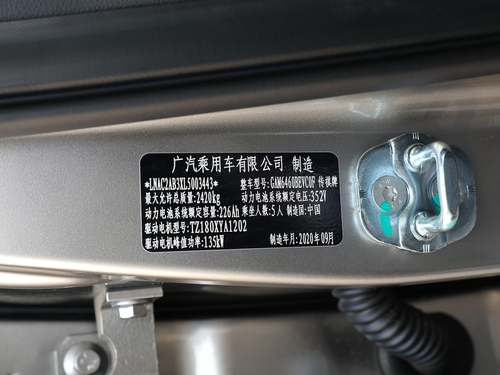 广汽乘用车有限公司 制造
*LNAC2AB3XL5003443* 整车型号:GAM6460BEVC0F 传祺牌
最大允许总质量:2420kg 动力电池系统额定电压:352V
动力电池系统额定容量:226Ah 乘坐人数:5人 制造国:中国
驱动电机型号:TZ180XYA1202
驱动电机峰值功率:135kW 制造年月:2020年09月